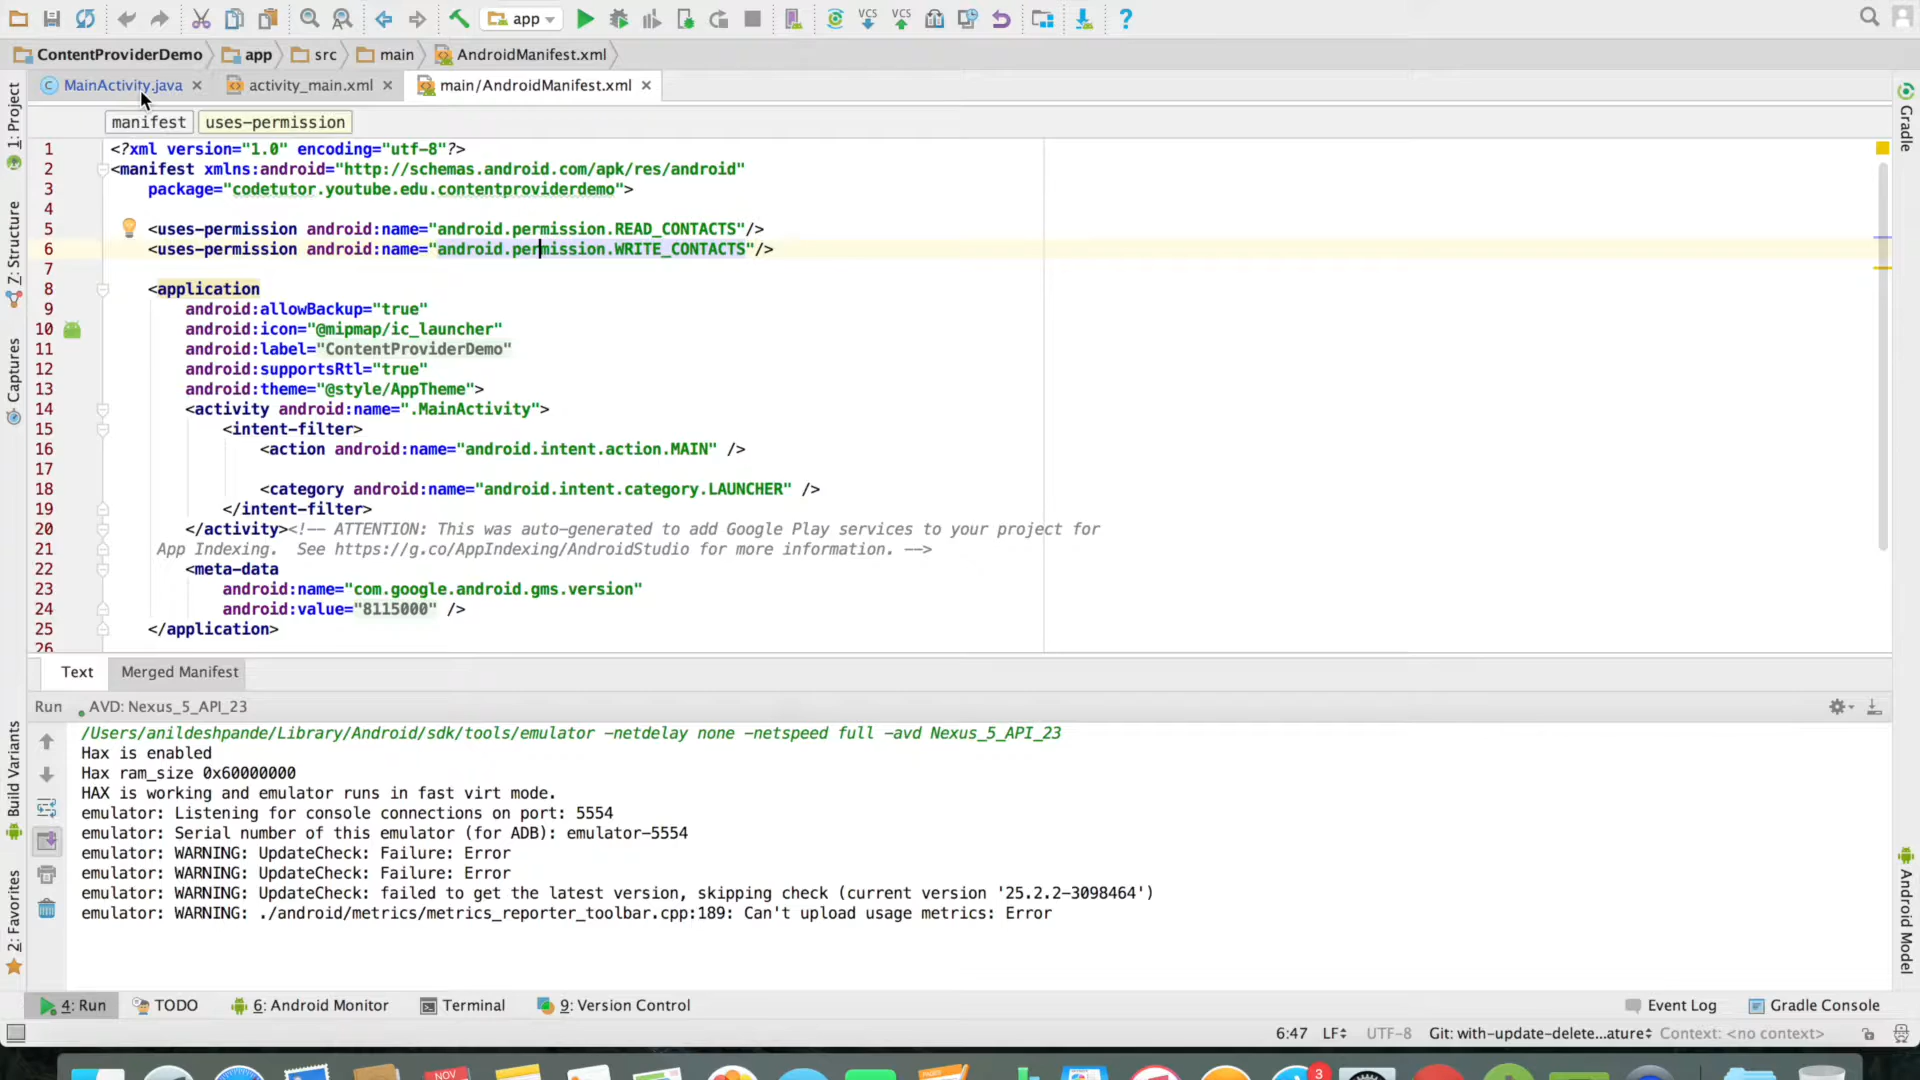 app
VCS
VCS
?
ContentProviderDemo
app
src
main
AndroidManifest.xml
MainActivity.java
activity_main.xml
main/AndroidManifest.xml
manifest
uses-permission
1 <?xml version="1.0" encoding="utf-8"?>
2 <manifest xmlns:android="http://schemas.android.com/apk/res/android"
3 package="codetutor.youtube.edu.contentproviderdemo">
4
5 <uses-permission android:name="android.permission.READ_CONTACTS"/>
6 <uses-permission android:name="android.permission.WRITE_CONTACTS"/>
7
8 <application
9 android:allowBackup="true"
10 android:icon="@mipmap/ic_launcher"
11 android:label="ContentProviderDemo"
12 android:supportsRtl="true"
13 android:theme="@style/AppTheme">
14 <activity android:name=".MainActivity">
15 <intent-filter>
16 <action android:name="android.intent.action.MAIN" />
17
18 <category android:name="android.intent.category.LAUNCHER" />
19 </intent-filter>
20 </activity><!-- ATTENTION: This was auto-generated to add Google Play services to your project for
21 App Indexing.  See https://g.co/AppIndexing/AndroidStudio for more information. -->
22 <meta-data
23 android:name="com.google.android.gms.version"
24 android:value="8115000" />
25 </application>
26
Text
Merged Manifest
Run
AVD: Nexus_5_API_23
/Users/anildeshpande/Library/Android/sdk/tools/emulator -netdelay none -netspeed full -avd Nexus_5_API_23
Hax is enabled
Hax ram_size 0x60000000
HAX is working and emulator runs in fast virt mode.
emulator: Listening for console connections on port: 5554
emulator: Serial number of this emulator (for ADB): emulator-5554
emulator: WARNING: UpdateCheck: Failure: Error
emulator: WARNING: UpdateCheck: Failure: Error
emulator: WARNING: UpdateCheck: failed to get the latest version, skipping check (current version '25.2.2-3098464')
emulator: WARNING: ./android/metrics/metrics_reporter_toolbar.cpp:189: Can't upload usage metrics: Error
4: Run
TODO
6: Android Monitor
Terminal
9: Version Control
Event Log
Gradle Console
6:47
LF
UTF-8
Git: with-update-delete...ature
Context: <no context>
1: Project
7: Structure
Captures
Build Variants
2: Favorites
Gradle
Android Model
NOV
3